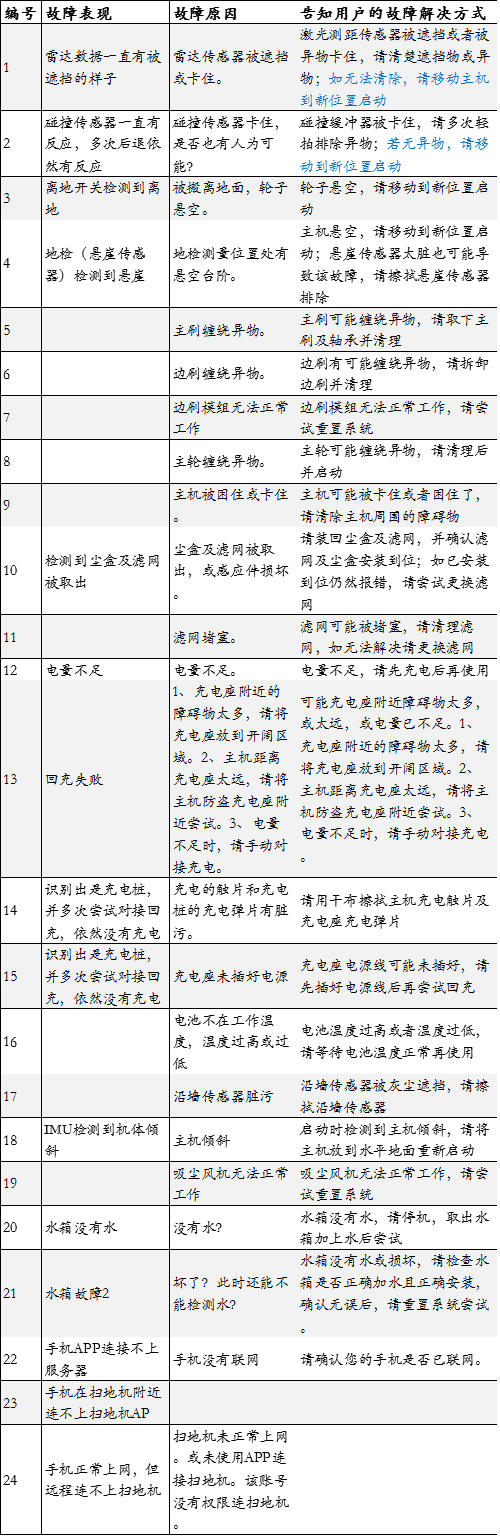 编号 故障表现 故障原因 告知用户的故障解决方式
1
雷达数据一直有被
遮挡的样子
雷达传感器被遮挡
或卡住。
激光测距传感器被遮挡或者被
异物卡住，请清楚遮挡物或异
物；如无法清除，请移动主机
到新位置启动
2
碰撞传感器一直有
反应，多次后退依
然有反应
碰撞传感器卡住，
是否也有人为可
能?
碰撞缓冲器被卡住，请多次轻
拍排除异物；若无异物，请移
动到新位置启动
3
离地开关检测到离
地
被搬离地面，轮子
悬空。
轮子悬空，请移动到新位置启
动
4
地检（悬崖传感
器）检测到悬崖
地检测量位置处有
悬空台阶。
主机悬空，请移动到新位置启
动；悬崖传感器太脏也可能导
致该故障，请擦拭悬崖传感器
排除
5
主刷缠绕异物。
主刷可能缠绕异物，请取下主
刷及轴承并清理
6
边刷缠绕异物。
边刷有可能缠绕异物，请拆卸
边刷并清理
7
边刷模组无法正常
工作
边刷模组无法正常工作，请尝
试重置系统
8
主轮缠绕异物。
主轮可能缠绕异物，请清理后
并启动
9
主机被困住或卡住
。
主机可能被卡住或者困住了，
请清除主机周围的障碍物
10
检测到尘盒及滤网
被取出
尘盒及滤网被取
出，或感应件损坏
。
请装回尘盒及滤网，并确认滤
网及尘盒安装到位；如已安装
到位仍然报错，请尝试更换滤
网
11
滤网堵塞。
滤网可能被堵塞，请清理滤
网，如无法解决请更换滤网
12 电量不足 电量不足。 电量不足，请先充电后再使用
13
回充失败
1、充电座附近的
障碍物太多，请将
充电座放到开阔区
域。2、主机距离
充电座太远，请将
主机防盗充电座附
近尝试。3、电量
不足时，请手动对
接充电。
可能充电座附近障碍物太多，
或太远，或电量已不足。1、
充电座附近的障碍物太多，请
将充电座放到开阔区域。2、
主机距离充电座太远，请将主
机防盗充电座附近尝试。3、
电量不足时，请手动对接充电
。
14
识别出是充电桩，
并多次尝试对接回
充，依然没有充电
充电的触片和充电
桩的充电弹片有脏
污。
请用干布擦拭主机充电触片及
充电座充电弹片
15
识别出是充电桩，
并多次尝试对接回
充，依然没有充电
充电座未插好电源
充电座电源线可能未插好，请
先插好电源线后再尝试回充
16
电池不在工作温
度，温度过高或过
低
电池温度过高或者温度过低，
请等待电池温度正常再使用
17
沿墙传感器脏污
沿墙传感器被灰尘遮挡，请擦
拭沿墙传感器
18
IMU检测到机体倾
斜
主机倾斜
启动时检测到主机倾斜，请将
主机放到水平地面重新启动
19
吸尘风机无法正常
工作
吸尘风机无法正常工作，请尝
试重置系统
20
水箱没有水
没有水?
水箱没有水，请停机，取出水
箱加上水后尝试
21
水箱故障2
坏了？此时还能不
能检测水?
水箱没有水或损坏，请检查水
箱是否正确加水且正确安装，
确认无误后，请重置系统尝试
。
22
手机APP连接不上
服务器
手机没有联网
请确认您的手机是否已联网。
23
手机在扫地机附近
连不上扫地机AP
24
手机正常上网，但
远程连不上扫地机
扫地机未正常上网
。或未使用APP连
接扫地机。该账号
没有权限连扫地机
。